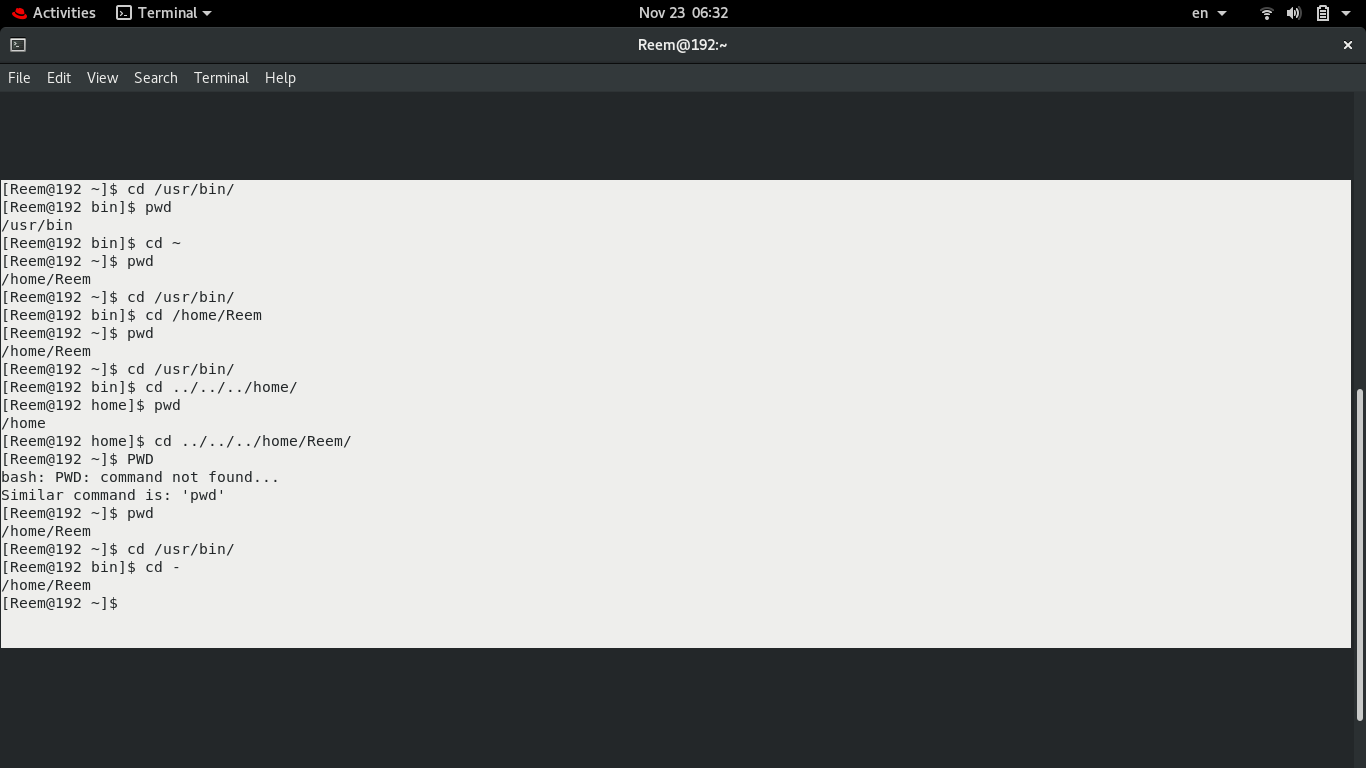 Activities Terminal Nov 23 06:32 en
Reem@192:~
File Edit View Search Terminal Help
[Reem@192 ~]$ cd /usr/bin/
[Reem@192 bin]$ pwd
/usr/bin
[Reem@192 bin]$ cd ~
[Reem@192 ~]$ pwd
/home/Reem
[Reem@192 ~]$ cd /usr/bin/
[Reem@192 bin]$ cd /home/Reem
[Reem@192 ~]$ pwd
/home/Reem
[Reem@192 ~]$ cd /usr/bin/
[Reem@192 bin]$ cd ../../../home/
[Reem@192 home]$ pwd
/home
[Reem@192 home]$ cd ../../../home/Reem/
[Reem@192 ~]$ PWD
bash: PWD: command not found...
Similar command is: 'pwd'
[Reem@192 ~]$ pwd
/home/Reem
[Reem@192 ~]$ cd /usr/bin/
[Reem@192 bin]$ cd -
/home/Reem
[Reem@192 ~]$